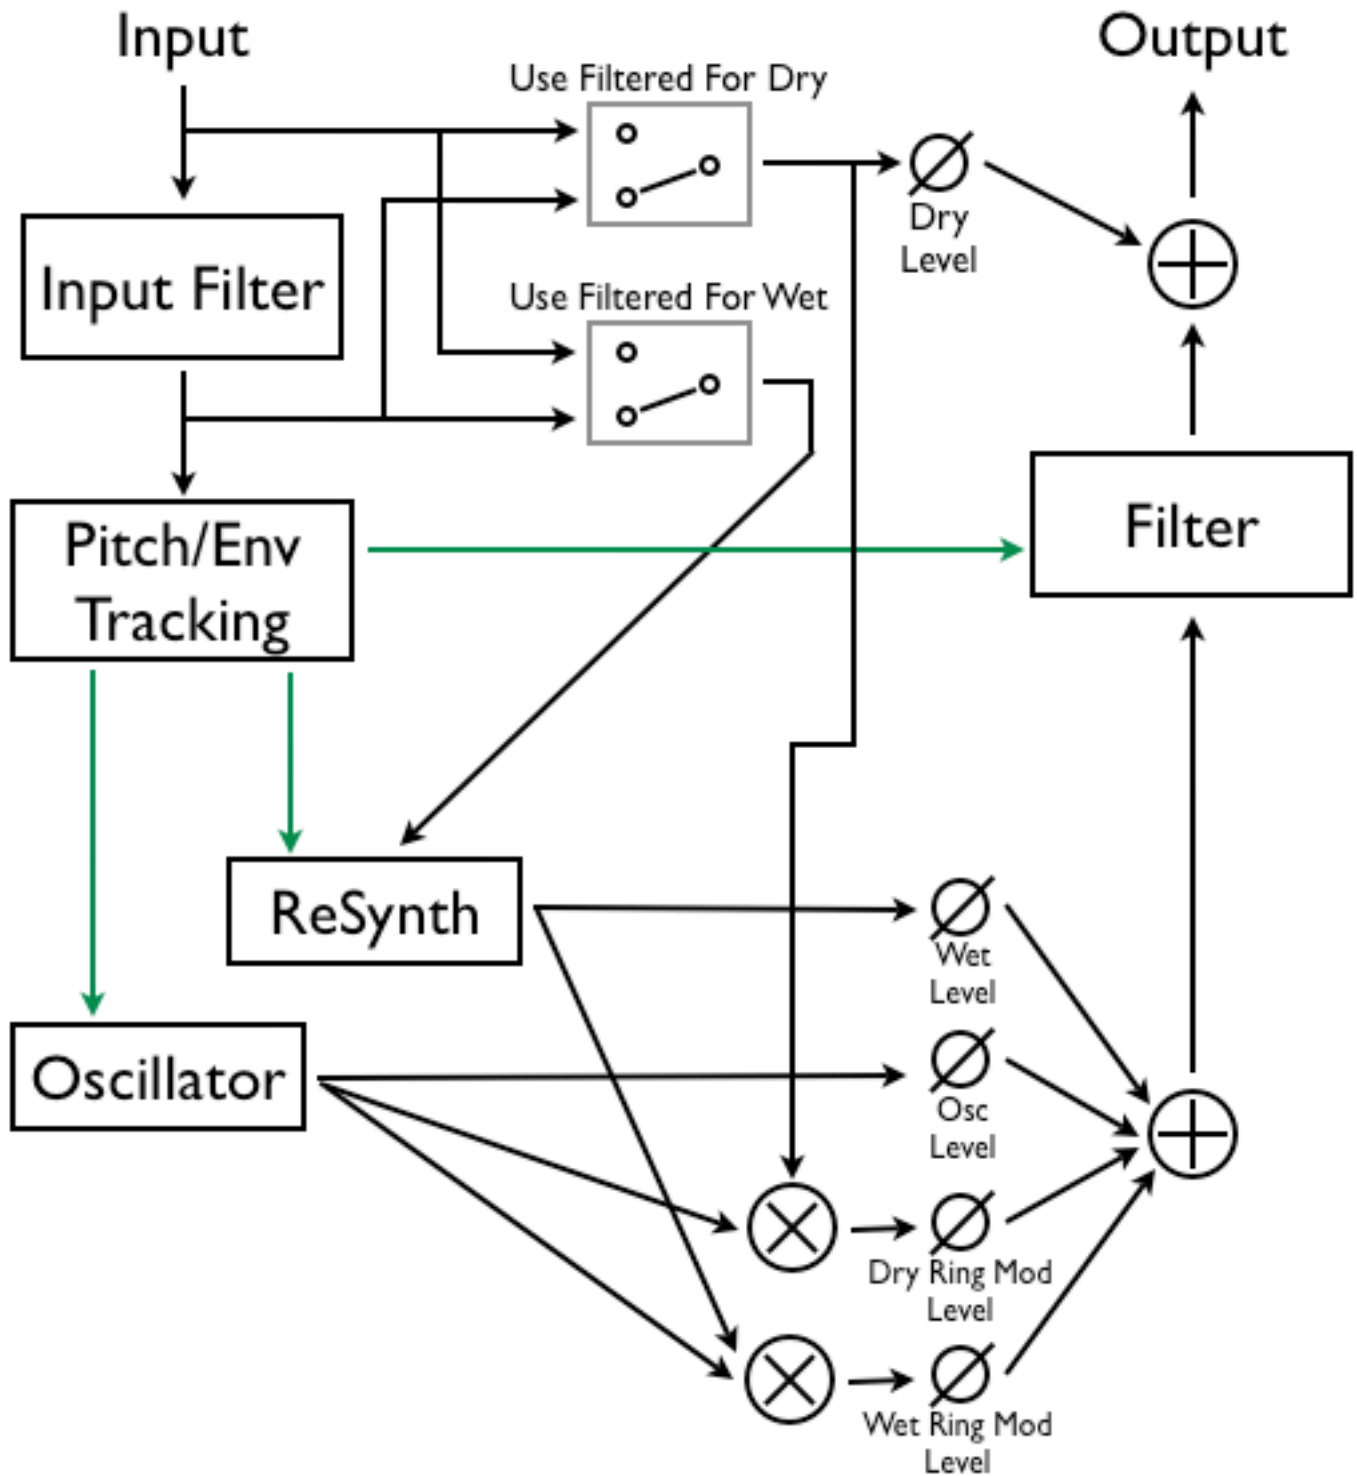 Input
Output
Use Filtered For Dry
Dry
Level
Input Filter
Use Filtered For Wet
Filter
Pitch/Env
Tracking
ReSynth
Wet
Level
Oscillator
Osc
Level
Dry Ring Mod
Level
Wet Ring Mod
Level